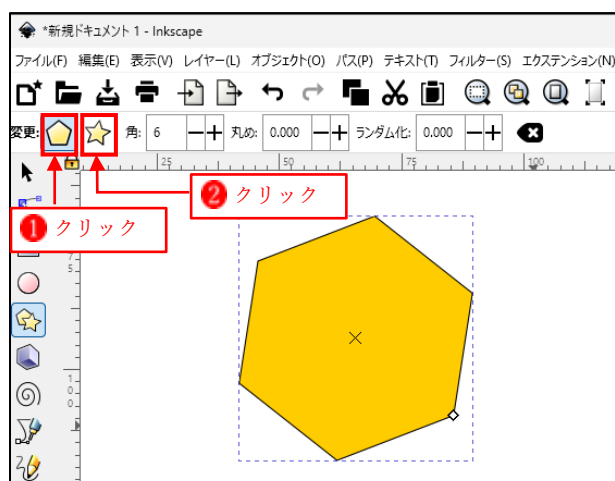 *新規ドキュメント 1 - Inkscape
ファイル(F) 編集(E) 表示(V) レイヤー(L) オブジェクト(O) パス(P) テキスト(T) フィルター(S) エクステンション(N)
変更: 角: 6 丸め: 0.000 ランダム化: 0.000
25 50 75 100
2 クリック
1 クリック
75
100